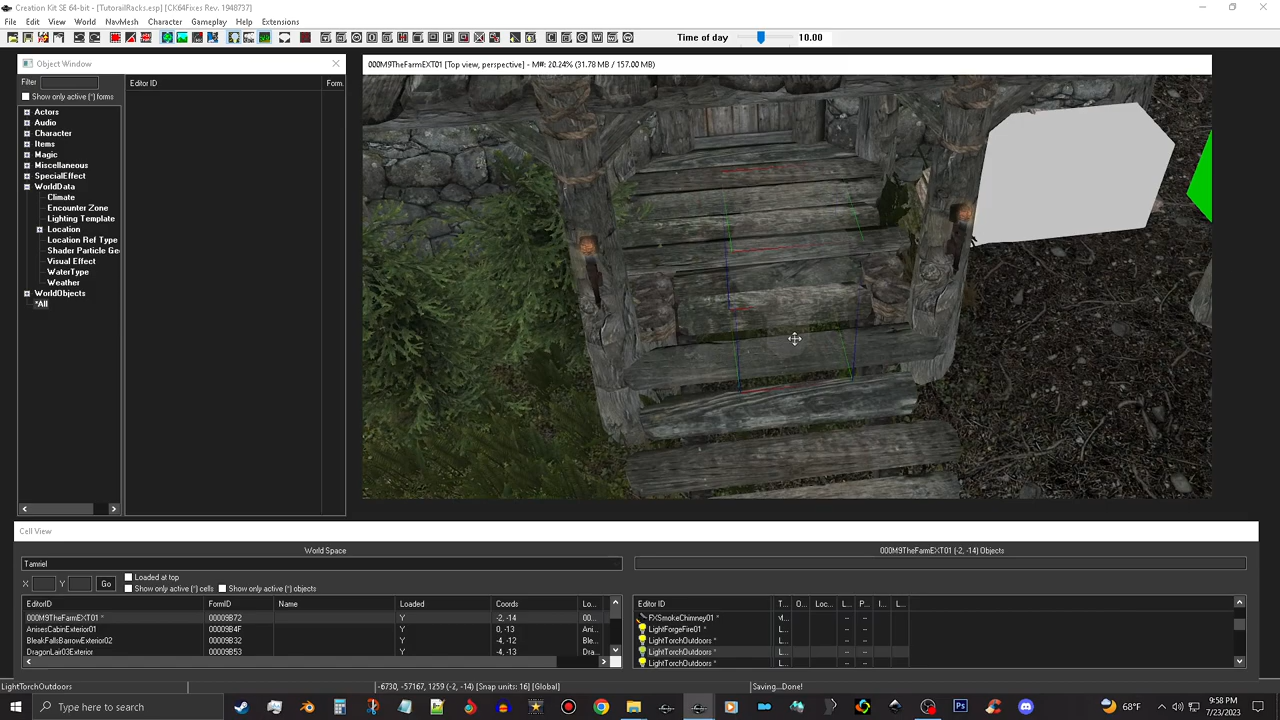 Creation Kit SE 64-bit - [TutorailRacks.esp] [CK64Fixes Rev. 1948737]
File Edit View World NavMesh Character Gameplay Help Extensions
Time of day 10.00
Object Window
Filter
Show only active (*) forms
Actors
Audio
Character
Items
Magic
Miscellaneous
SpecialEffect
WorldData
Climate
Encounter Zone
Lighting Template
Location
Location Ref Type
Shader Particle Ge
Visual Effect
WaterType
Weather
WorldObjects
*All
Editor ID Form
000M9TheFarmEXT01 [Top view, perspective] - M#: 20.24% (31.78 MB / 157.00 MB)
Cell View
World Space
Tamriel
X Y Go
Loaded at top
Show only active (*) cells Show only active (*) objects
EditorID FormID Name Loaded Coords Lo...
000M9TheFarmEXT01 * 00009B72 Y -2, -14
AnisesCabinExterior01 00009B4F Y 0, -13 Ani...
BleakFallsBarrowExterior02 00009B32 Y -4, -12 Ble...
DragonLair03Exterior 00009B53 Y -4, -13 Dra...
000M9TheFarmEXT01 (-2, -14) Objects
Editor ID T... O... Loc... L... P... I... L...
FXSmokeChimney01 * M... -- --
LightForgeFire01 * L... -- --
LightTorchOutdoors * L... -- --
LightTorchOutdoors * L... -- --
LightTorchOutdoors * L... -- --
LightTorchOutdoors -6730, -57167, 1259 (-2, -14) [Snap units: 16] [Global] Saving...Done!
Type here to search
68°F
9:58 PM
7/23/2023